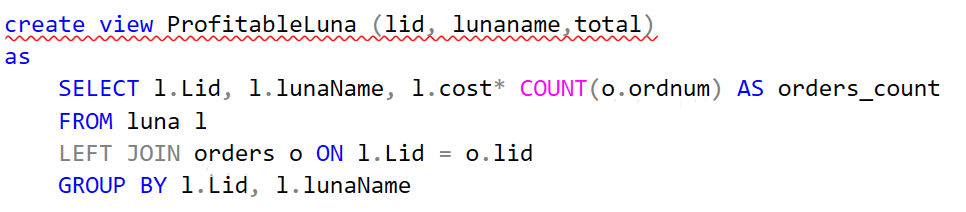 create view ProfitableLuna (lid, lunaname,total)
as
SELECT l.Lid, l.lunaName, l.cost* COUNT(o.ordnum) AS orders_count
FROM luna l
LEFT JOIN orders o ON l.Lid = o.lid
GROUP BY l.Lid, l.lunaName